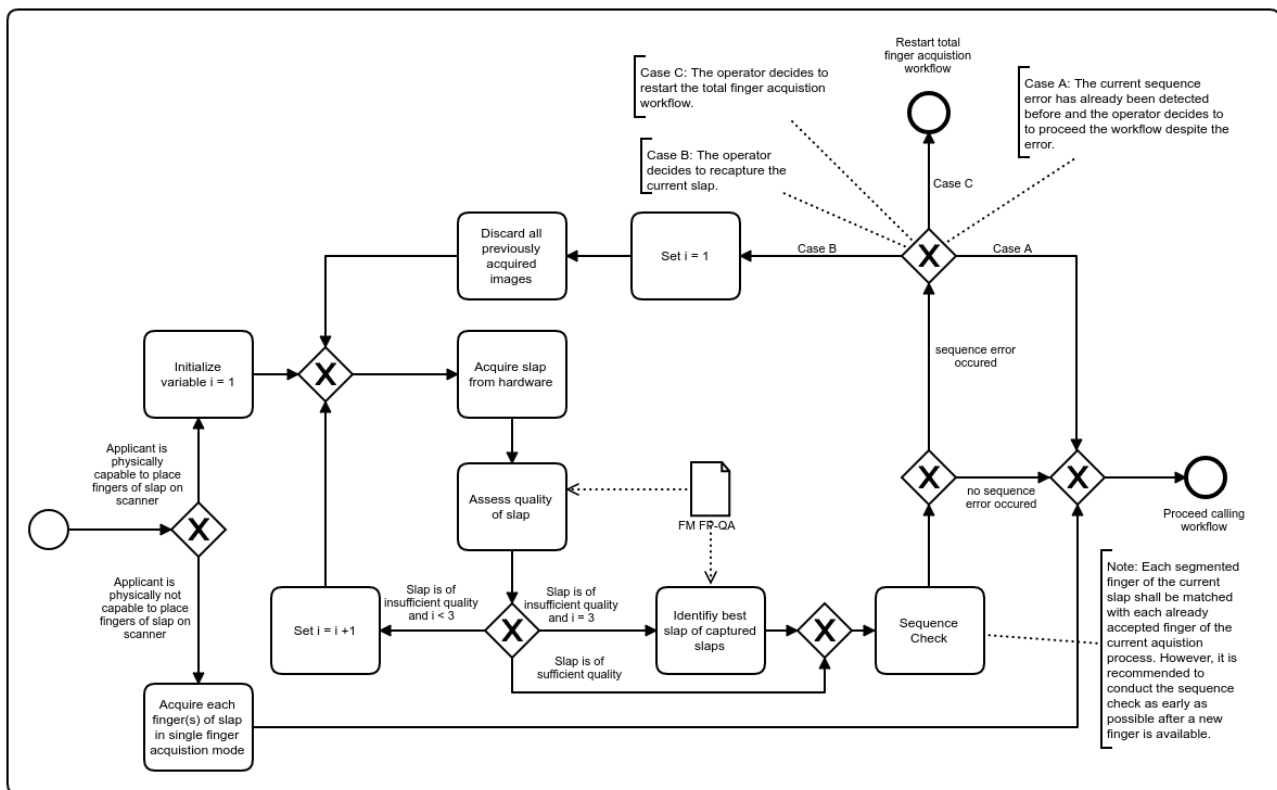 Restart total
finger acquistion
workflow
Case C: The operator decides to
restart the total finger acquistion
workflow.
Case A: The current sequence
error has already been detected
before and the operator decides to
to proceed the workflow despite the
error.
Case B: The operator
decides to recapture the
current slap.
Case C
Discard all
previously
acquired
images
Set i = 1
Case B
Case A
Initialize
variable i = 1
Acquire slap
from hardware
sequence error
occured
Applicant is
physically
capable to place
fingers of slap on
scanner
Assess quality
of slap
FM FP-QA
no sequence
error occured
Proceed calling
workflow
Applicant is
physically not
capable to place
fingers of slap on
scanner
Set i = i +1
Slap is of
insufficient quality
and i < 3
Slap is of
insufficient quality
and i = 3
Identifiy best
slap of captured
slaps
Sequence
Check
Slap is of
sufficient quality
Note: Each segmented
finger of the current
slap shall be matched
with each already
accepted finger of the
current aquistion
process. However, it is
recommended to
conduct the sequence
check as early as
possible after a new
finger is available.
Acquire each
finger(s) of slap
in single finger
acquistion mode